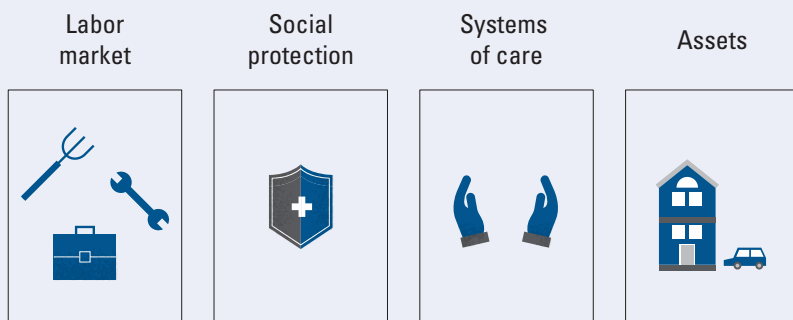 Labor
market
Social
protection
Systems
of care
Assets